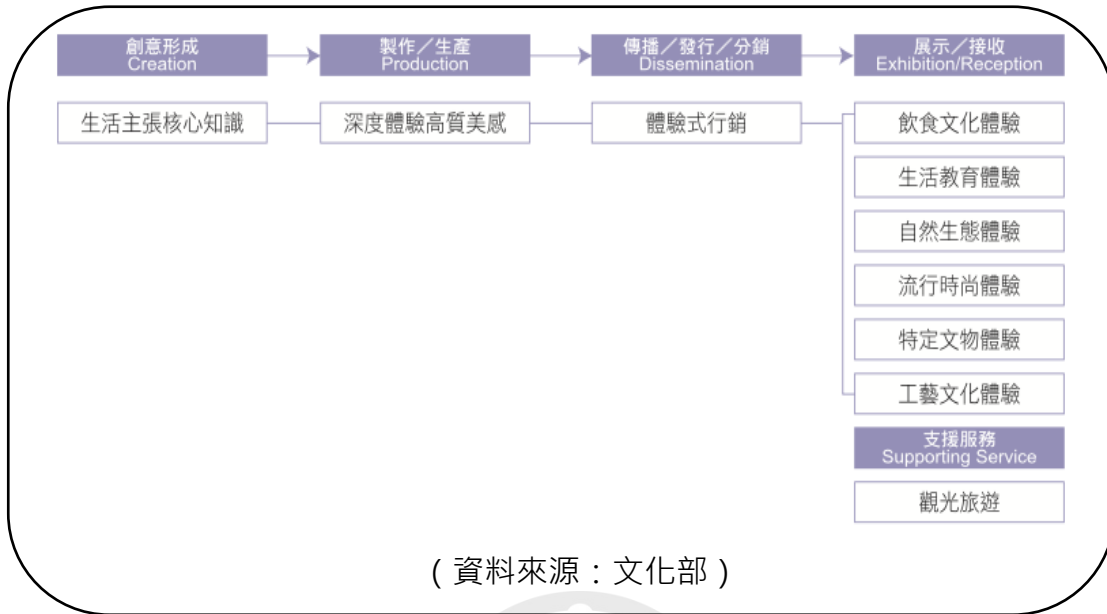 創意形成
Creation
製作／生產
Production
傳播／發行／分銷
Dissemination
展示／接收
Exhibition/Reception
生活主張核心知識
深度體驗高質美感
體驗式行銷
飲食文化體驗
生活教育體驗
自然生態體驗
流行時尚體驗
特定文物體驗
工藝文化體驗
支援服務
Supporting Service
觀光旅遊
（資料來源：文化部）